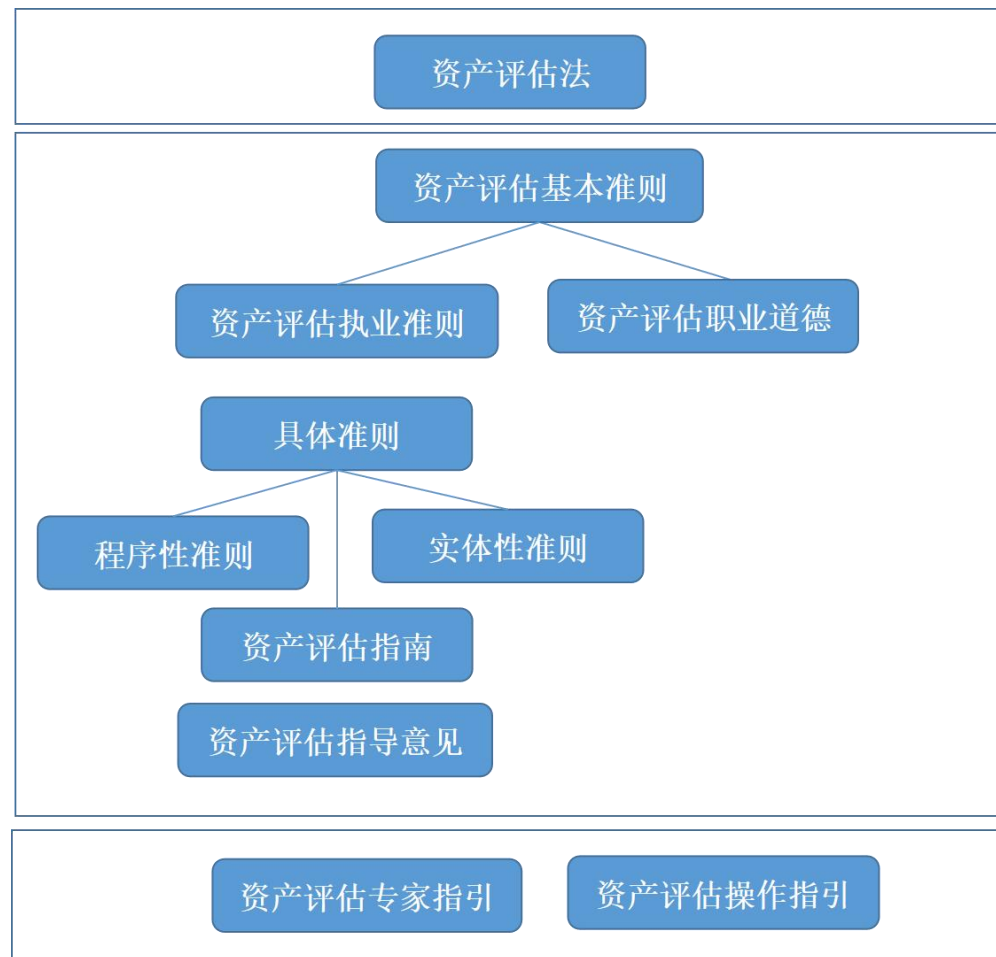 资产评估法
资产评估基本准则
资产评估执业准则
资产评估职业道德
具体准则
程序性准则
实体性准则
资产评估指南
资产评估指导意见
资产评估专家指引
资产评估操作指引